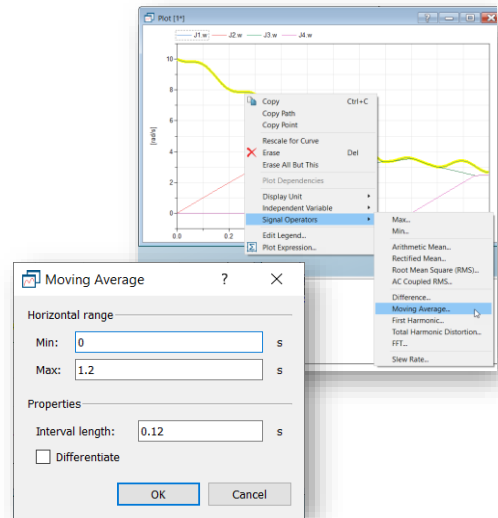 Plot [1*]
J1.w J2.w J3.w J4.w
10
8
6
4
2
0
[rad/s]
0.0 0.2
Copy Ctrl+C
Copy Path
Copy Point
Rescale for Curve
Erase Del
Erase All But This
Plot Dependencies
Display Unit
Independent Variable
Signal Operators
Edit Legend...
Plot Expression...
Max...
Min...
Arithmetic Mean...
Rectified Mean...
Root Mean Square (RMS)...
AC Coupled RMS...
Difference...
Moving Average...
First Harmonic...
Total Harmonic Distortion...
FFT...
Slew Rate...
Moving Average ?
Horizontal range
Min: 0 s
Max: 1.2 s
Properties
Interval length: 0.12 s
Differentiate
OK Cancel